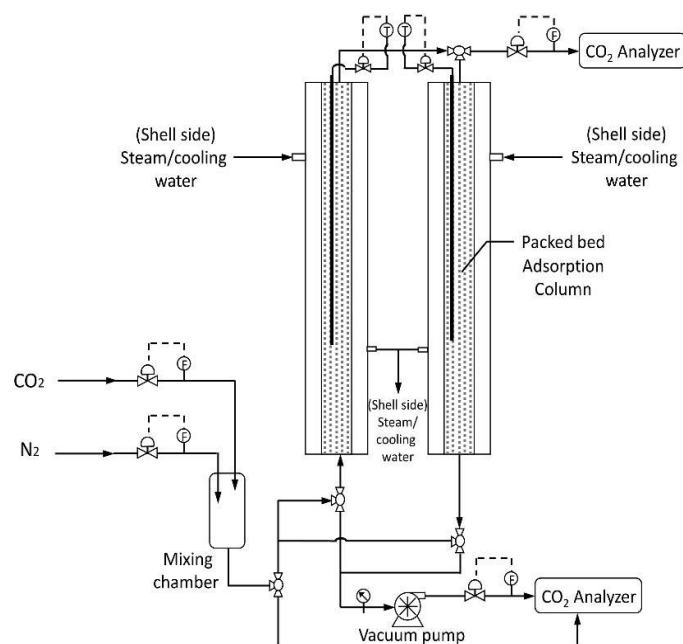 T
T
F
CO₂ Analyzer
(Shell side)
Steam/cooling
water
(Shell side)
Steam/cooling
water
Packed bed
Adsorption
Column
F
CO₂
(Shell side)
Steam/
cooling
water
F
N₂
Mixing
chamber
F
CO₂ Analyzer
Vacuum pump